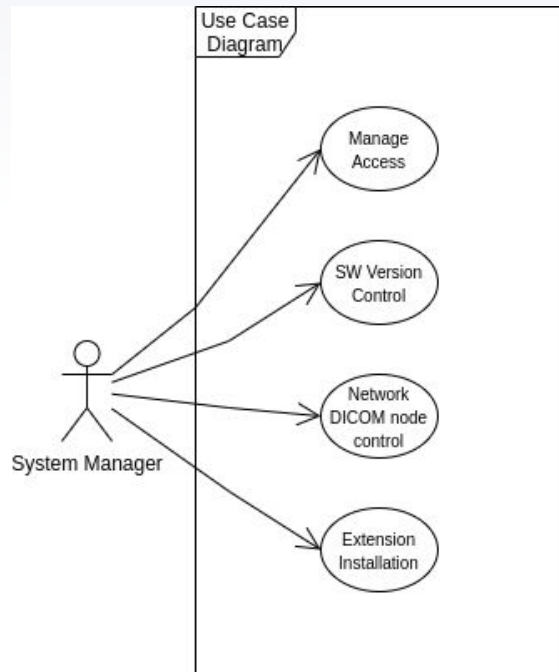 Use Case
Diagram
Manage
Access
SW Version
Control
Network
DICOM node
control
System Manager
Extension
Installation